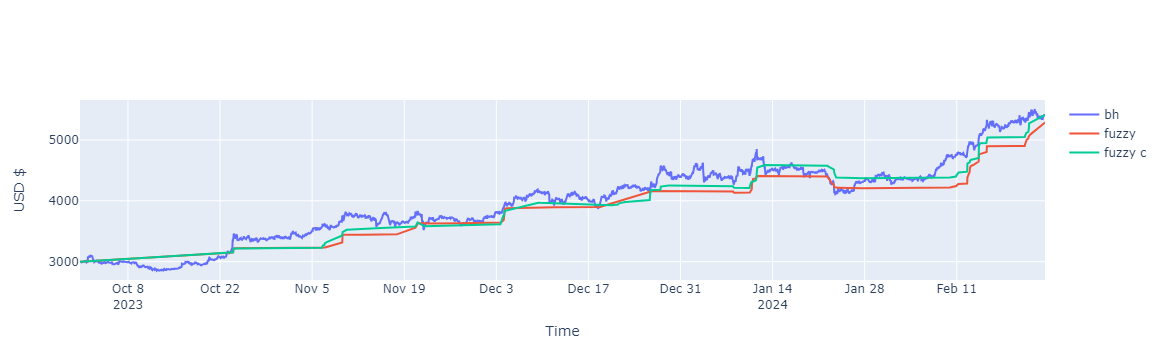 bh
fuzzy
fuzzy c
USD $
5000
4000
3000
Oct 8
2023
Oct 22
Nov 5
Nov 19
Dec 3
Dec 17
Dec 31
Jan 14
2024
Jan 28
Feb 11
Time